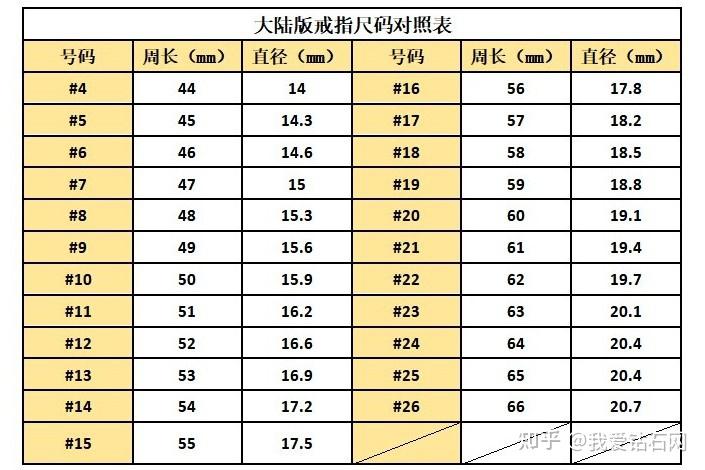 大陆版戒指尺码对照表
号码 周长（mm） 直径（mm） 号码 周长（mm） 直径（mm）
#4 44 14 #16 56 17.8
#5 45 14.3 #17 57 18.2
#6 46 14.6 #18 58 18.5
#7 47 15 #19 59 18.8
#8 48 15.3 #20 60 19.1
#9 49 15.6 #21 61 19.4
#10 50 15.9 #22 62 19.7
#11 51 16.2 #23 63 20.1
#12 52 16.6 #24 64 20.4
#13 53 16.9 #25 65 20.4
#14 54 17.2 #26 66 20.7
#15 55 17.5
知乎 @我爱钻石网